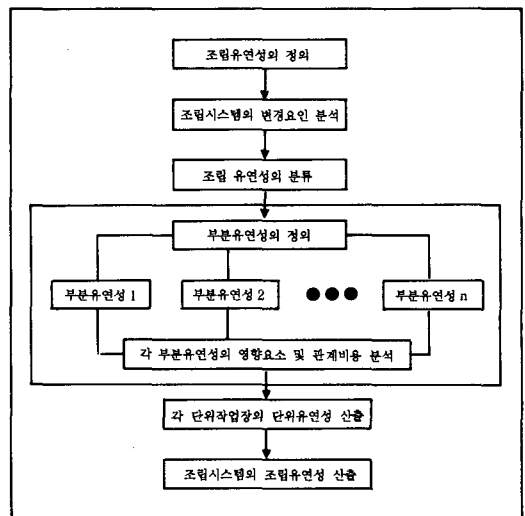 조립유연성의 정의
조립시스템의 변경요인 분석
조립 유연성의 분류
부분유연성의 정의
부분유연성 1
부분유연성 2
●●●
부분유연성 n
각 부분유연성의 영향요소 및 관계비용 분석
각 단위작업장의 단위유연성 산출
조립시스템의 조립유연성 산출